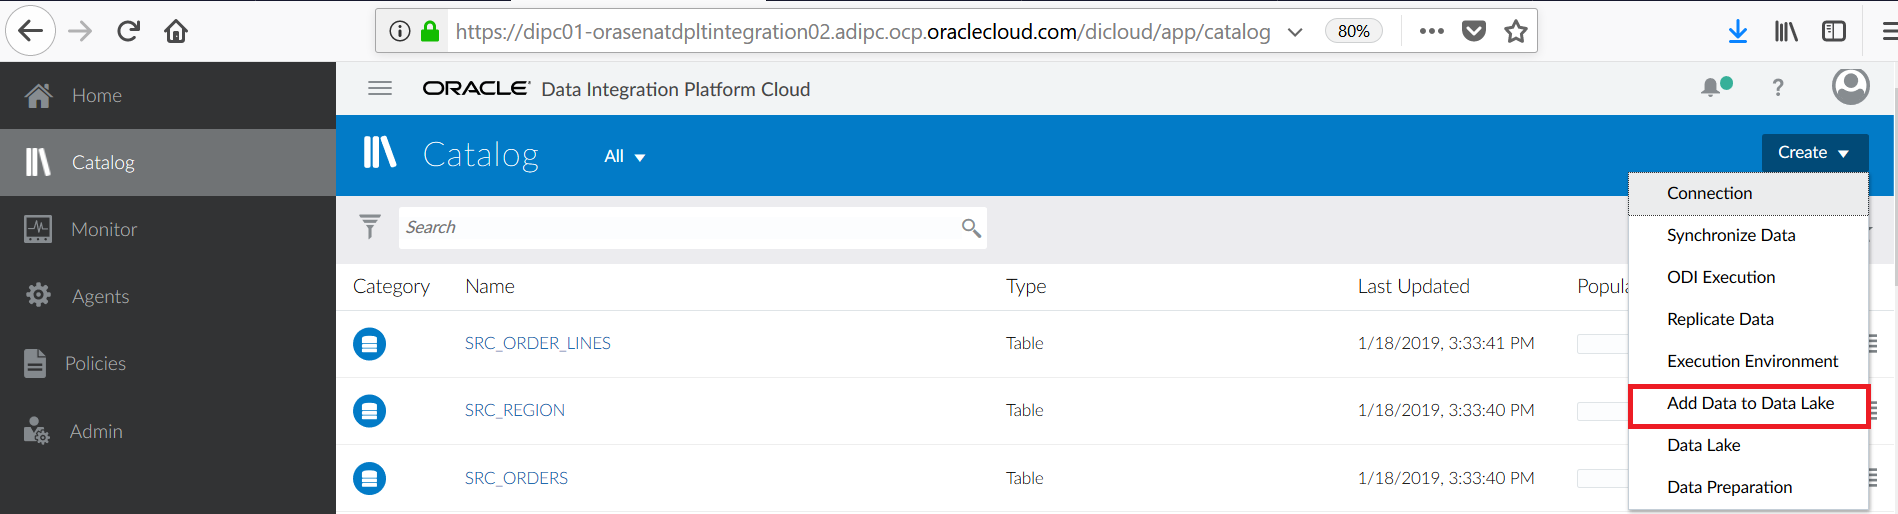 https://dipc01-orasenatdpltintegration02.adipc.ocp.oraclecloud.com/dicloud/app/catalog
80%
Home
Catalog
Monitor
Agents
Policies
Admin
ORACLE Data Integration Platform Cloud
?
Catalog
All
Create
Connection
Synchronize Data
ODI Execution
Replicate Data
Execution Environment
Add Data to Data Lake
Data Lake
Data Preparation
Search
Category Name Type Last Updated
SRC_ORDER_LINES Table 1/18/2019, 3:33:41 PM
SRC_REGION Table 1/18/2019, 3:33:40 PM
SRC_ORDERS Table 1/18/2019, 3:33:40 PM